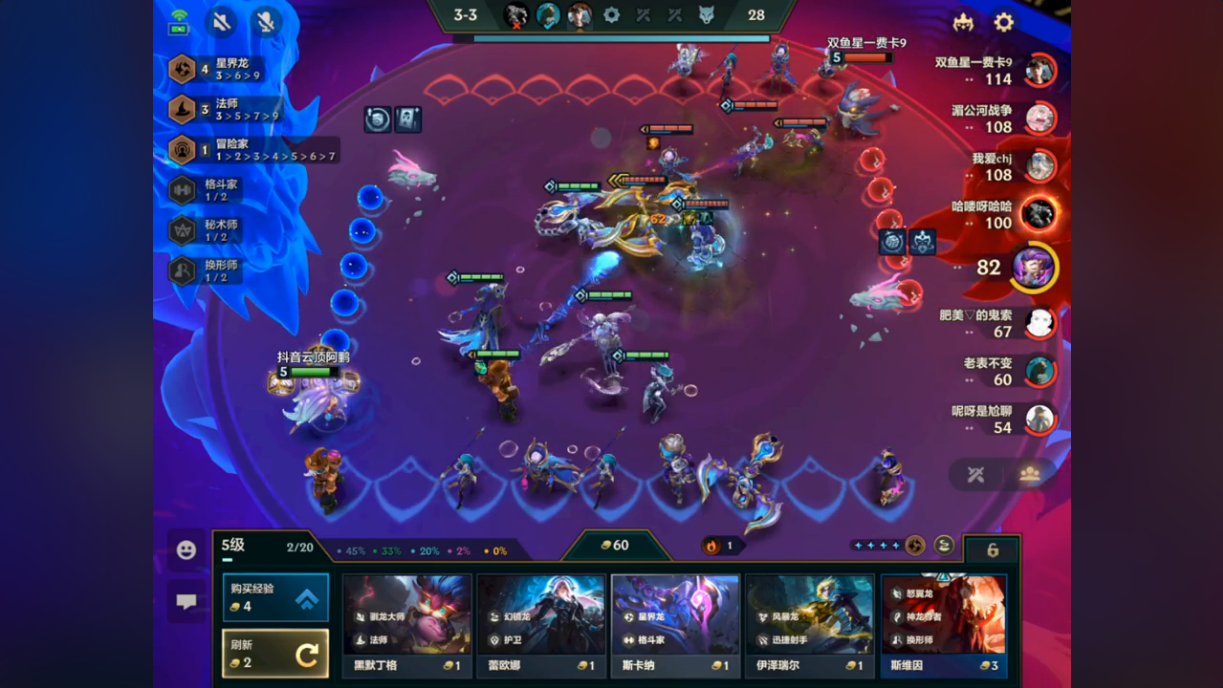 3-3
28
双鱼星一费卡9
5
4 星界龙
3 > 6 > 9
3 法师
3 > 5 > 7 > 9
1 冒险家
1 > 2 > 3 > 4 > 5 > 6 > 7
格斗家
1 / 2
秘术师
1 / 2
换形师
1 / 2
双鱼星一费卡9
114
湄公河战争
108
我爱chj
108
哈喽呀哈哈
100
82
肥美▽的鬼索
67
老表不变
60
呢呀是尬聊
54
62
抖音云顶阿鹏
5
5级
2/20
45% 33% 20% 2% 0%
60
1
6
购买经验
4
刷新
2
驯龙大师
法师
黑默丁格 1
幻镜龙
护卫
蕾欧娜 1
星界龙
格斗家
斯卡纳 1
风暴龙
迅捷射手
伊泽瑞尔 1
怒翼龙
神龙尊者
换形师
斯维因 3